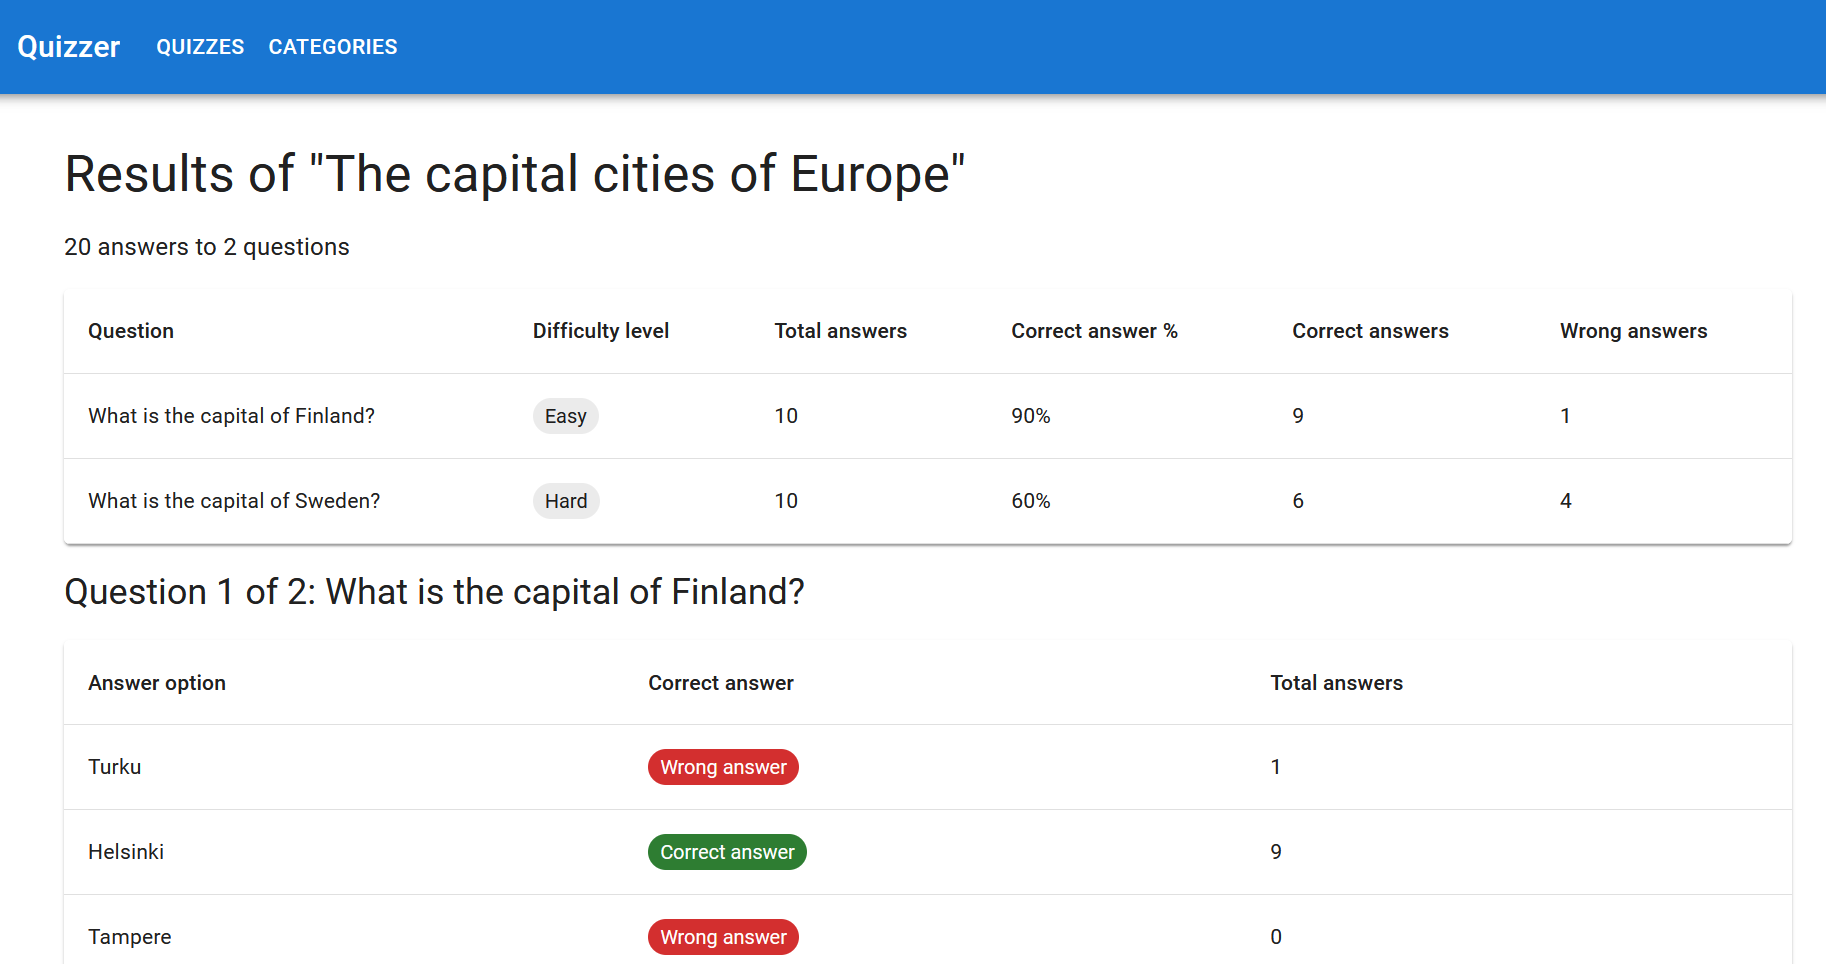 Quizzer QUIZZES CATEGORIES
Results of "The capital cities of Europe"
20 answers to 2 questions
Question Difficulty level Total answers Correct answer % Correct answers Wrong answers
What is the capital of Finland? Easy 10 90% 9 1
What is the capital of Sweden? Hard 10 60% 6 4
Question 1 of 2: What is the capital of Finland?
Answer option Correct answer Total answers
Turku Wrong answer 1
Helsinki Correct answer 9
Tampere Wrong answer 0